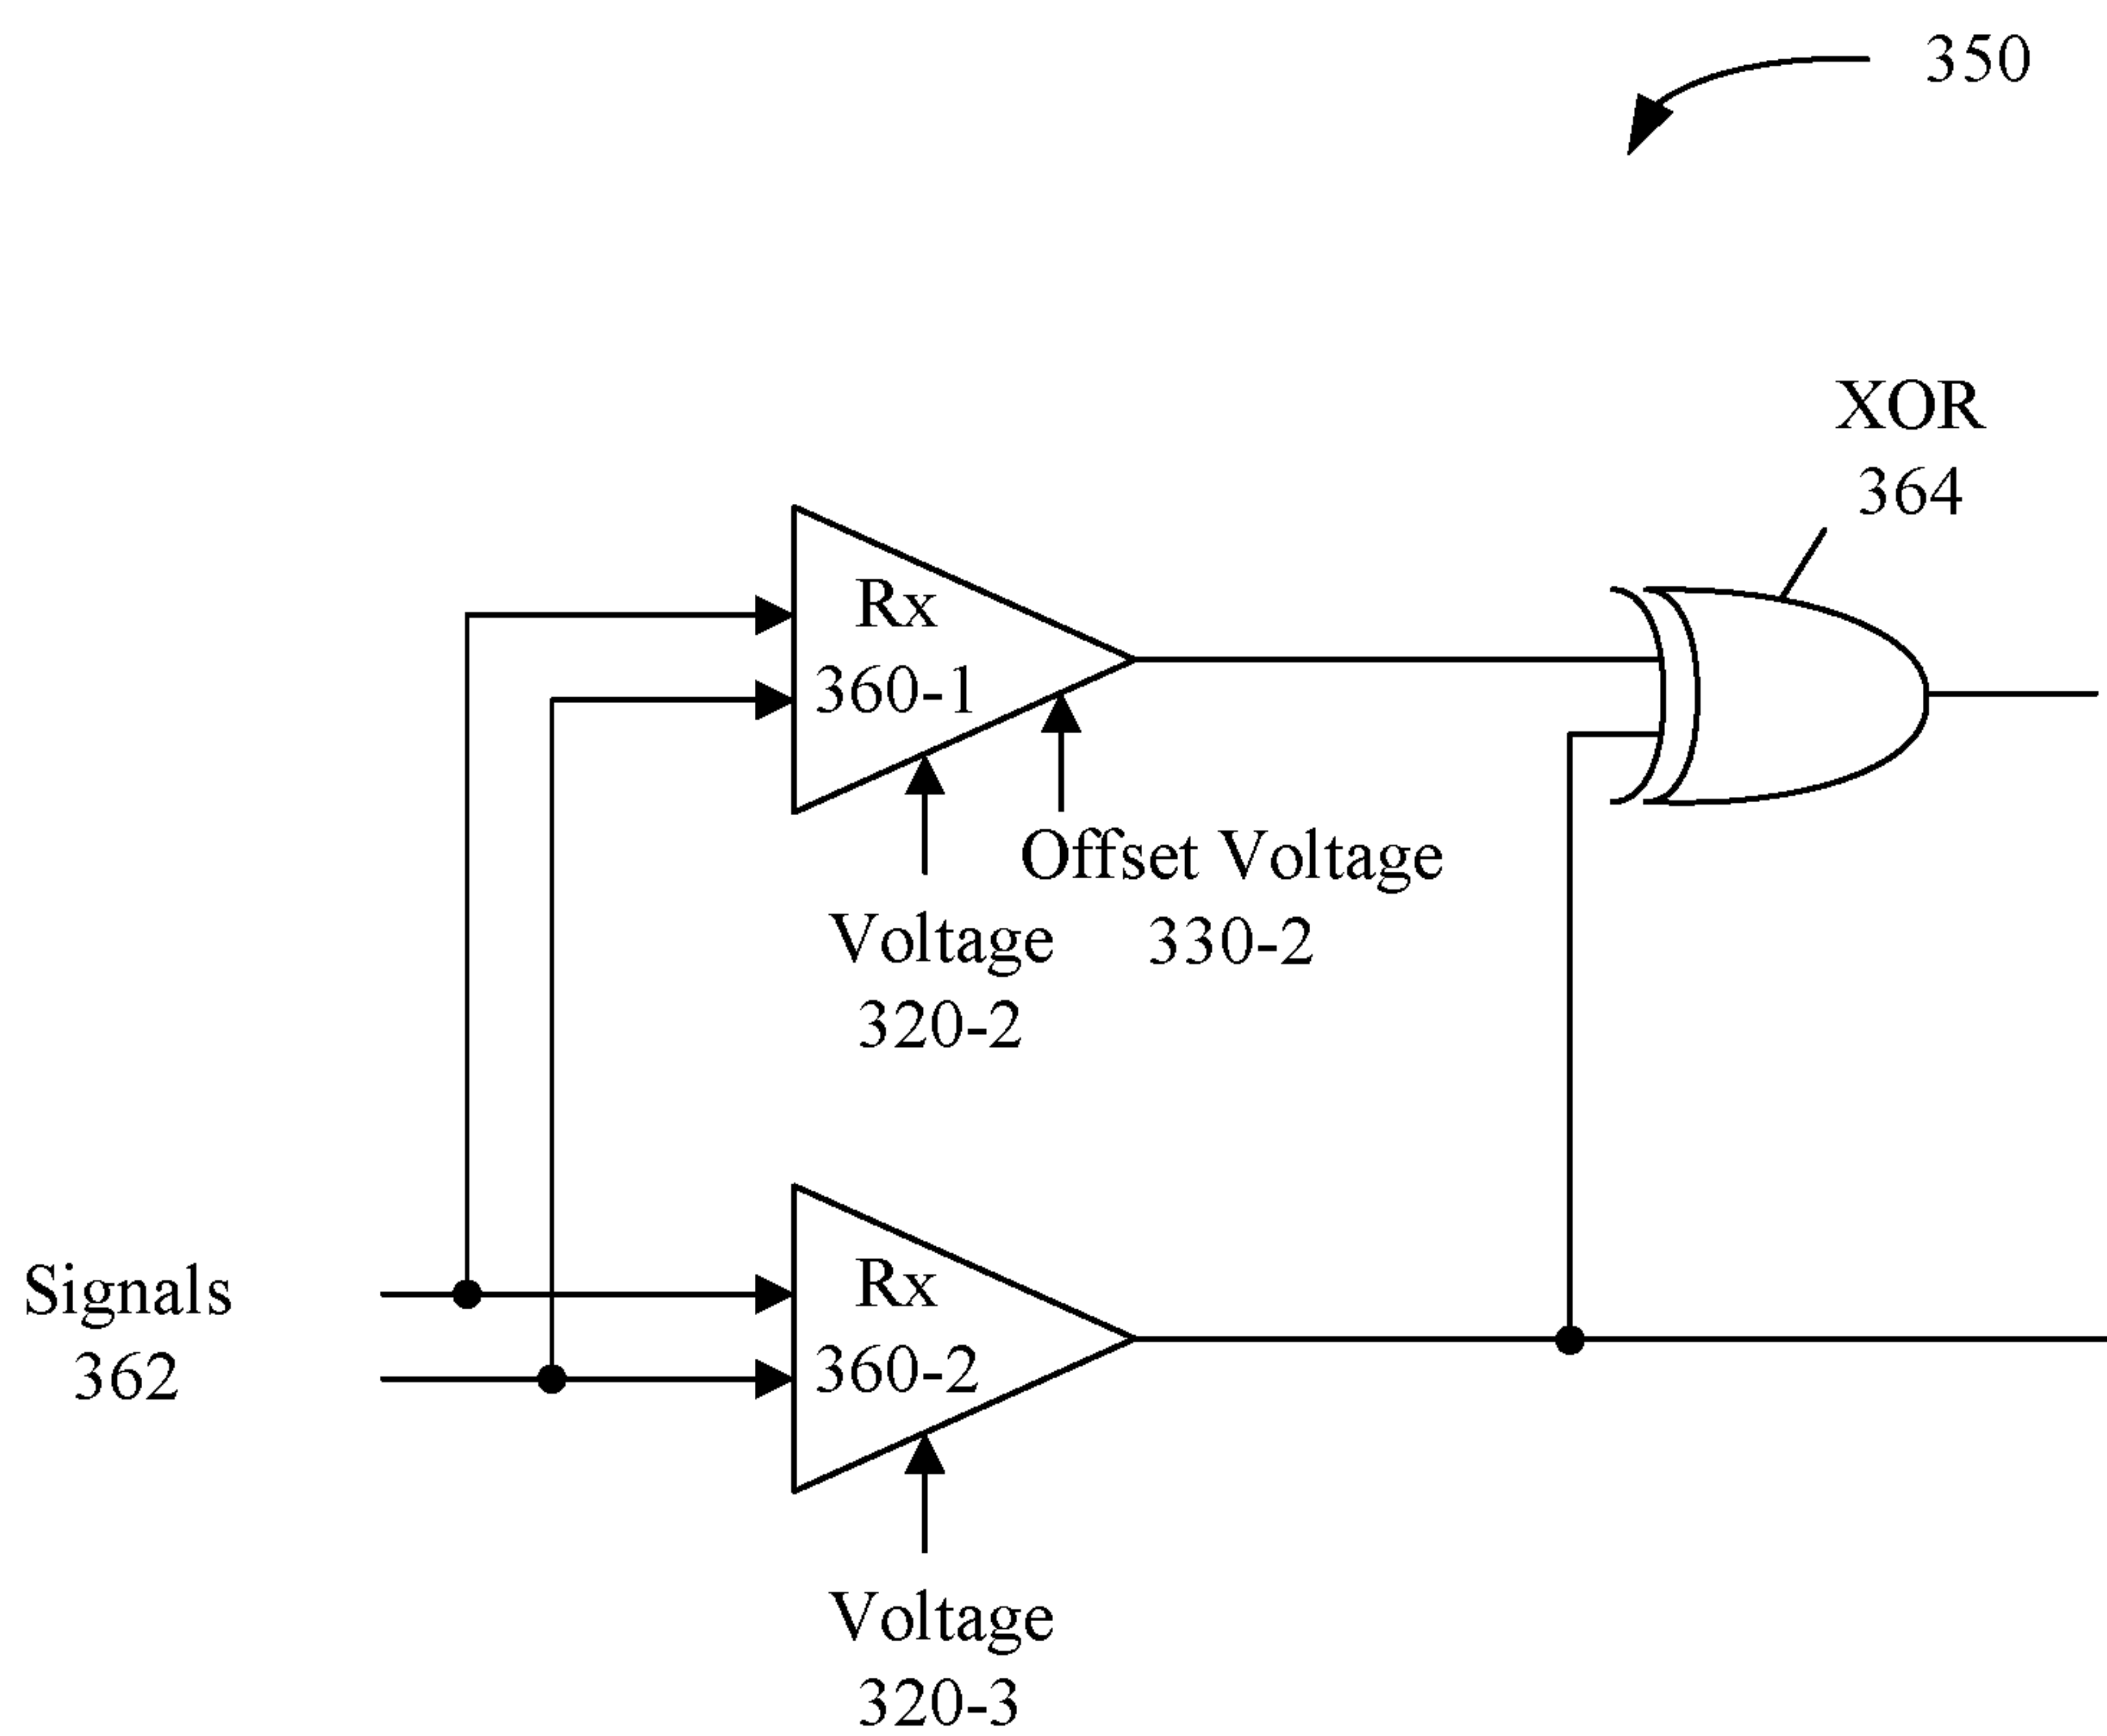 350
XOR
364
Rx
360-1
Offset Voltage
330-2
Voltage
320-2
Signals
362
Rx
360-2
Voltage
320-3